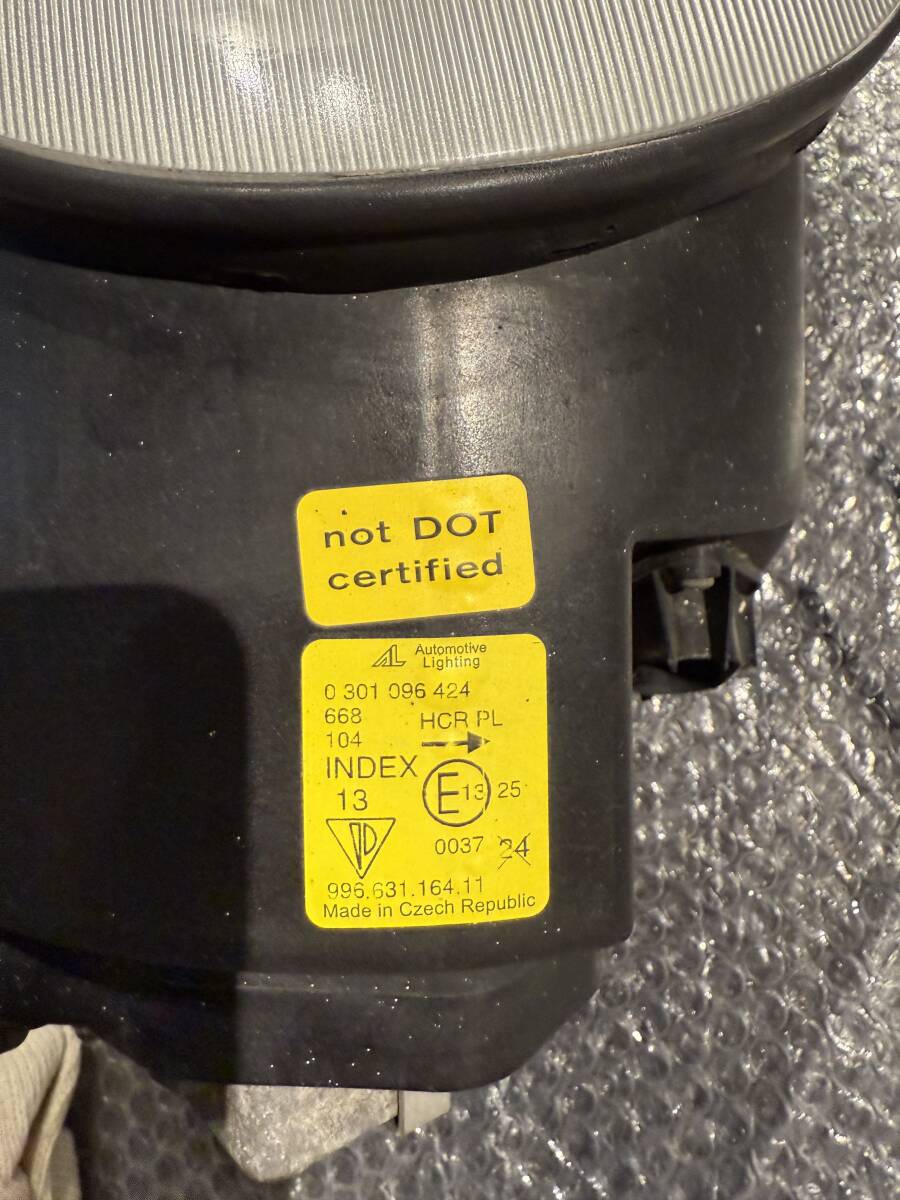 not DOT
certified
AL Automotive
Lighting
0 301 096 424
668 HCR PL
104
INDEX
13 E13 25
0037 24
996.631.164.11
Made in Czech Republic